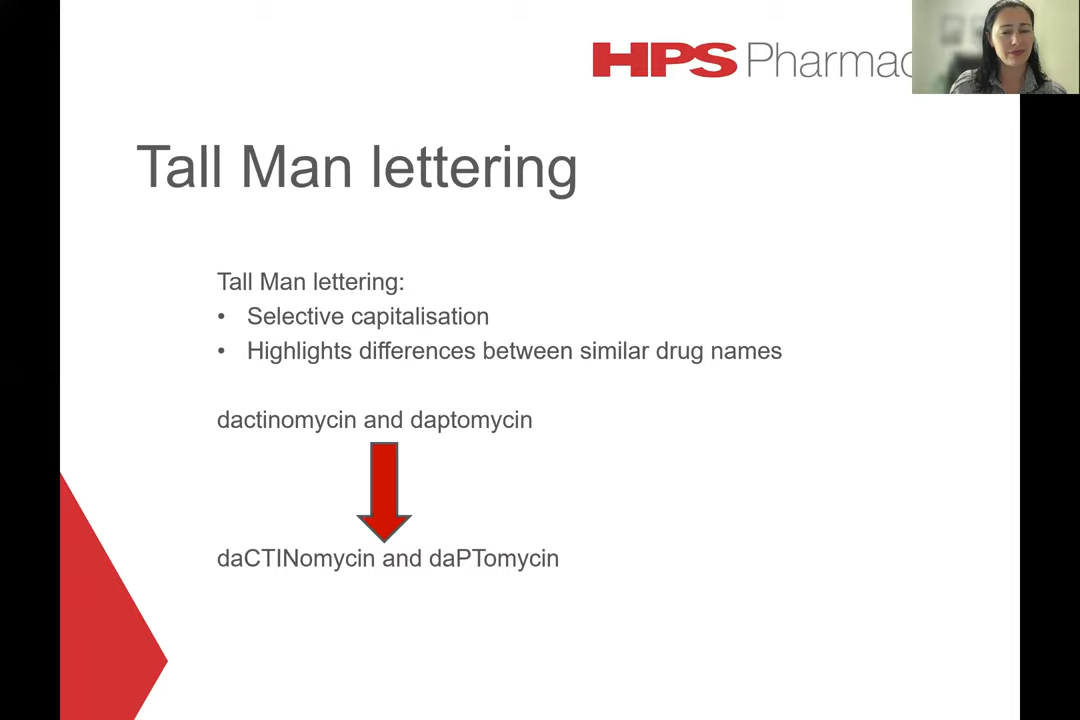 HPS Pharmac
Tall Man lettering
Tall Man lettering:
• Selective capitalisation
• Highlights differences between similar drug names
dactinomycin and daptomycin
daCTINomycin and daPTomycin